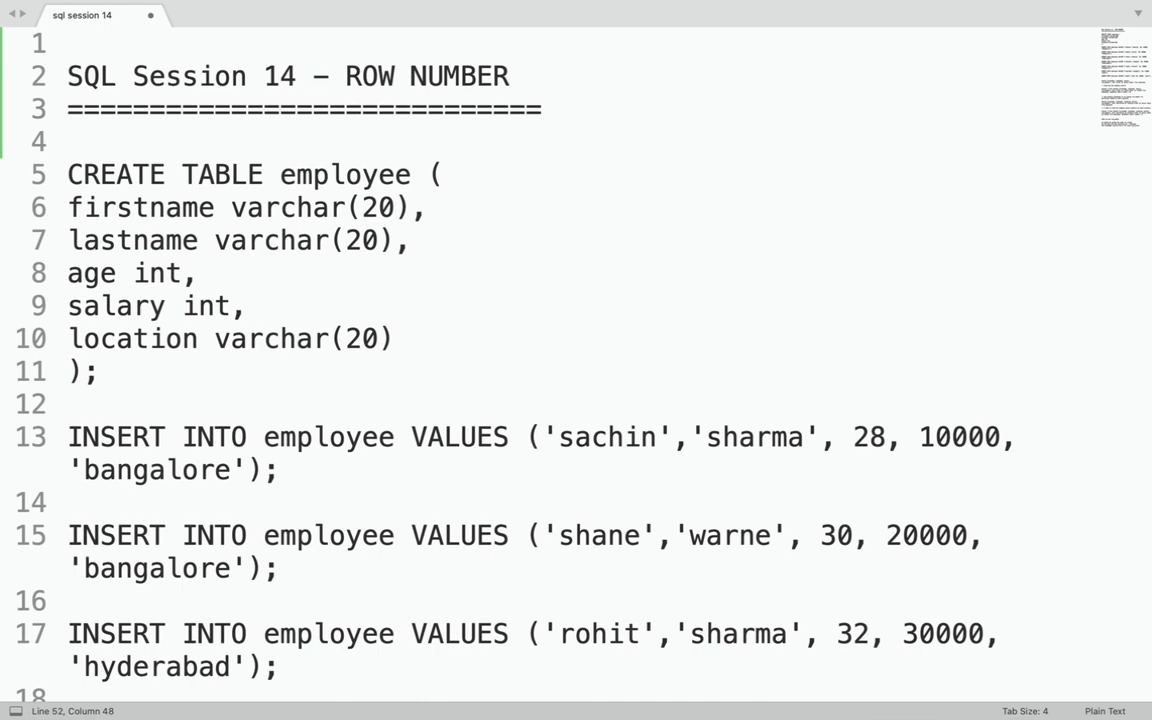 sql session 14
1
2 SQL Session 14 – ROW NUMBER
3 =============================
4
5 CREATE TABLE employee (
6 firstname varchar(20),
7 lastname varchar(20),
8 age int,
9 salary int,
10 location varchar(20)
11 );
12
13 INSERT INTO employee VALUES ('sachin','sharma', 28, 10000,
'bangalore');
14
15 INSERT INTO employee VALUES ('shane','warne', 30, 20000,
'bangalore');
16
17 INSERT INTO employee VALUES ('rohit','sharma', 32, 30000,
'hyderabad');
18
Line 52, Column 48 Tab Size: 4 Plain Text